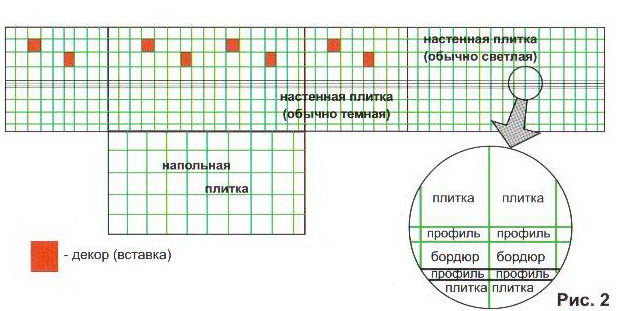 настенная плитка
(обычно светлая)
настенная плитка
(обычно темная)
напольная
плитка
- декор (вставка)
плитка плитка
профиль профиль
бордюр бордюр
профиль профиль
плитка плитка
Рис. 2